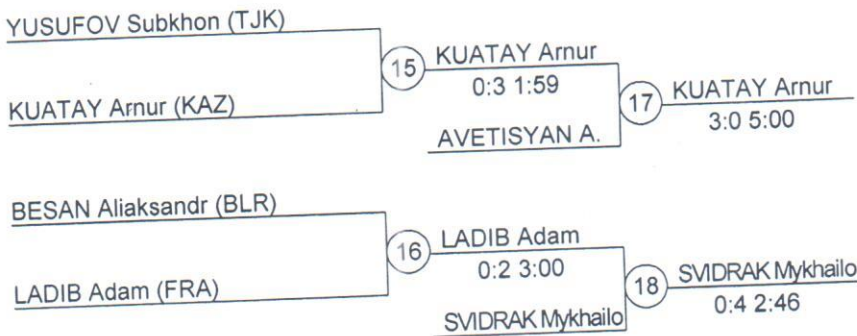 YUSUFOV Subkhon (TJK)
15
KUATAY Arnur
0:3 1:59
KUATAY Arnur (KAZ)
17
KUATAY Arnur
3:0 5:00
AVETISYAN A.
BESAN Aliaksandr (BLR)
16
LADIB Adam
0:2 3:00
LADIB Adam (FRA)
18
SVIDRAK Mykhailo
0:4 2:46
SVIDRAK Mykhailo